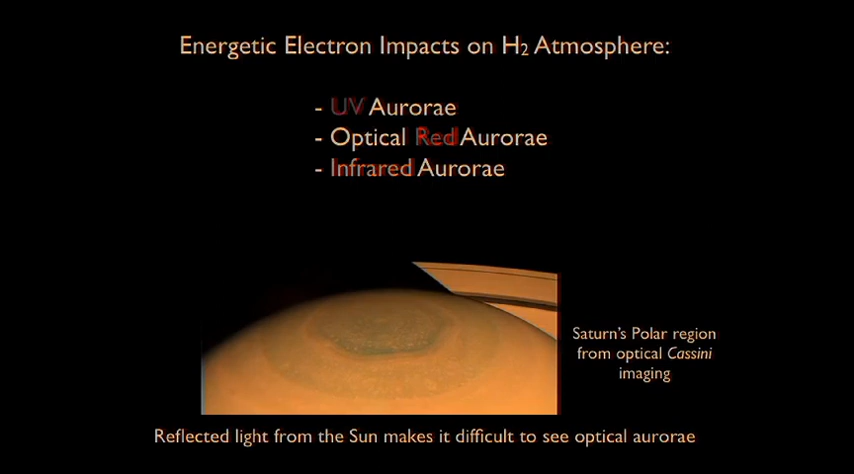 Energetic Electron Impacts on H₂ Atmosphere:
- UV Aurorae
- Optical Red Aurorae
- Infrared Aurorae
Saturn's Polar region
from optical Cassini
imaging
Reflected light from the Sun makes it difficult to see optical aurorae